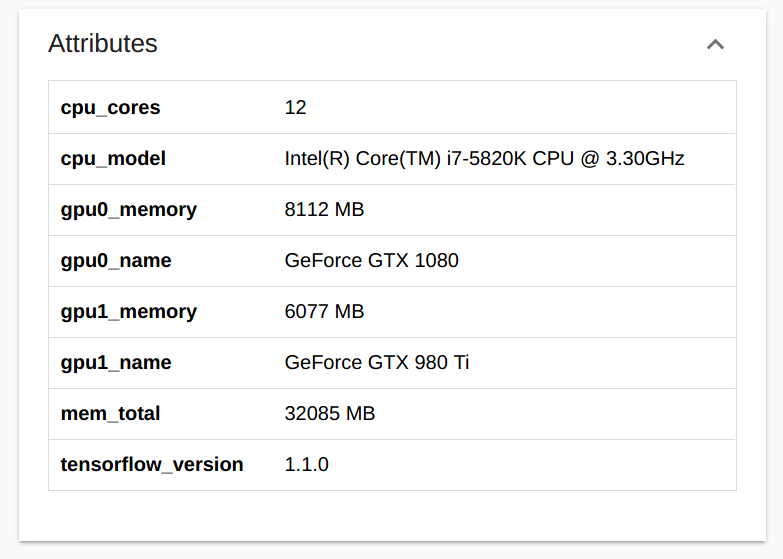 Attributes
cpu_cores 12
cpu_model Intel(R) Core(TM) i7-5820K CPU @ 3.30GHz
gpu0_memory 8112 MB
gpu0_name GeForce GTX 1080
gpu1_memory 6077 MB
gpu1_name GeForce GTX 980 Ti
mem_total 32085 MB
tensorflow_version 1.1.0